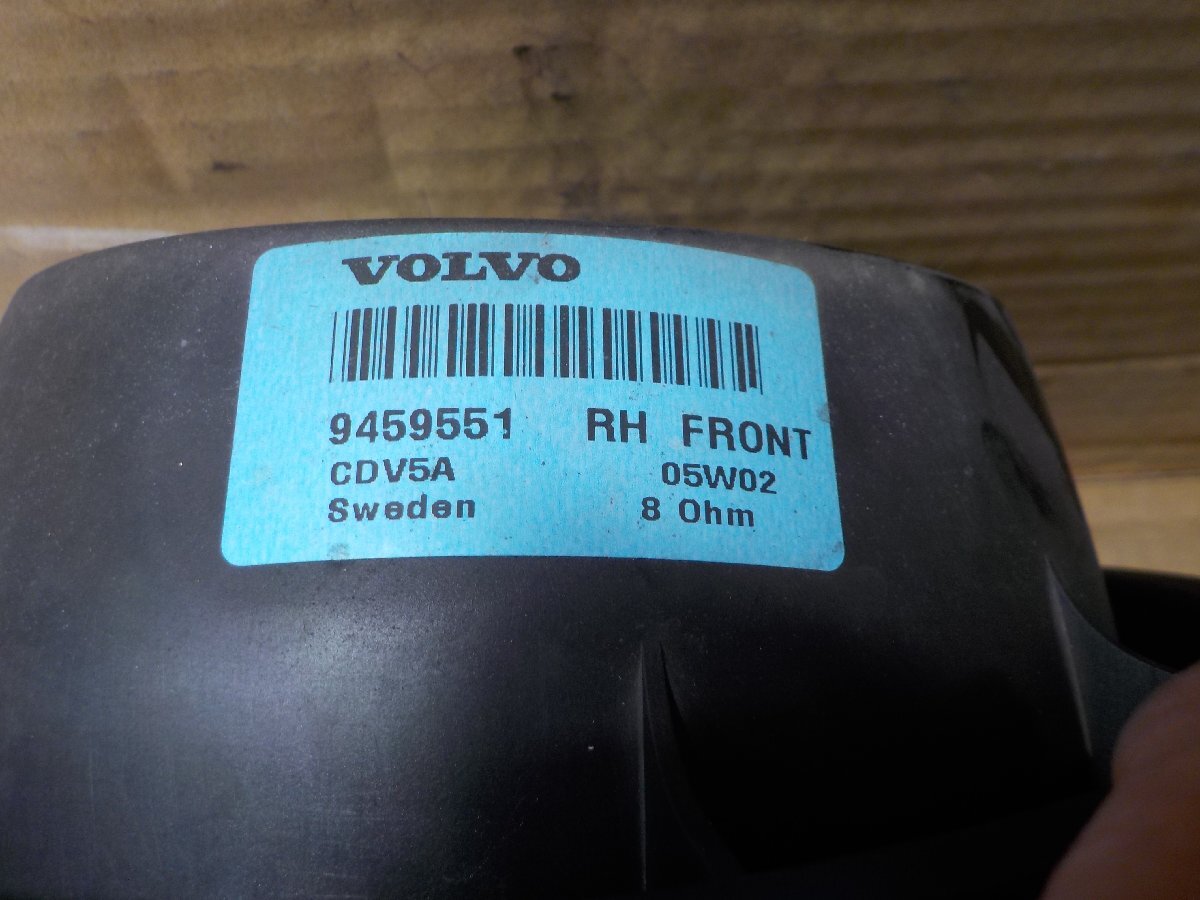 VOLVO
9459551 RH FRONT
CDV5A 05W02
Sweden 8 Ohm